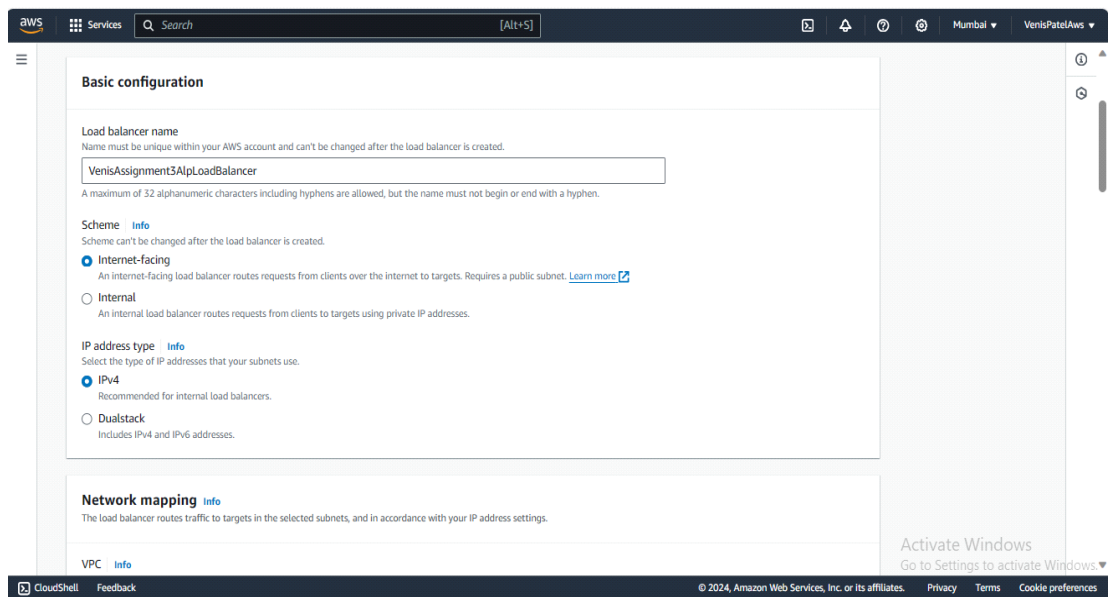 aws Services Search [Alt+S] Mumbai VenisPatelAws
Basic configuration
Load balancer name
Name must be unique within your AWS account and can't be changed after the load balancer is created.
VenisAssignment3AlpLoadBalancer
A maximum of 32 alphanumeric characters including hyphens are allowed, but the name must not begin or end with a hyphen.
Scheme Info
Scheme can't be changed after the load balancer is created.
Internet-facing
An internet-facing load balancer routes requests from clients over the internet to targets. Requires a public subnet. Learn more
Internal
An internal load balancer routes requests from clients to targets using private IP addresses.
IP address type Info
Select the type of IP addresses that your subnets use.
IPv4
Recommended for internal load balancers.
Dualstack
Includes IPv4 and IPv6 addresses.
Network mapping Info
The load balancer routes traffic to targets in the selected subnets, and in accordance with your IP address settings.
VPC Info
Activate Windows
Go to Settings to activate Windows.
CloudShell Feedback © 2024, Amazon Web Services, Inc. or its affiliates. Privacy Terms Cookie preferences